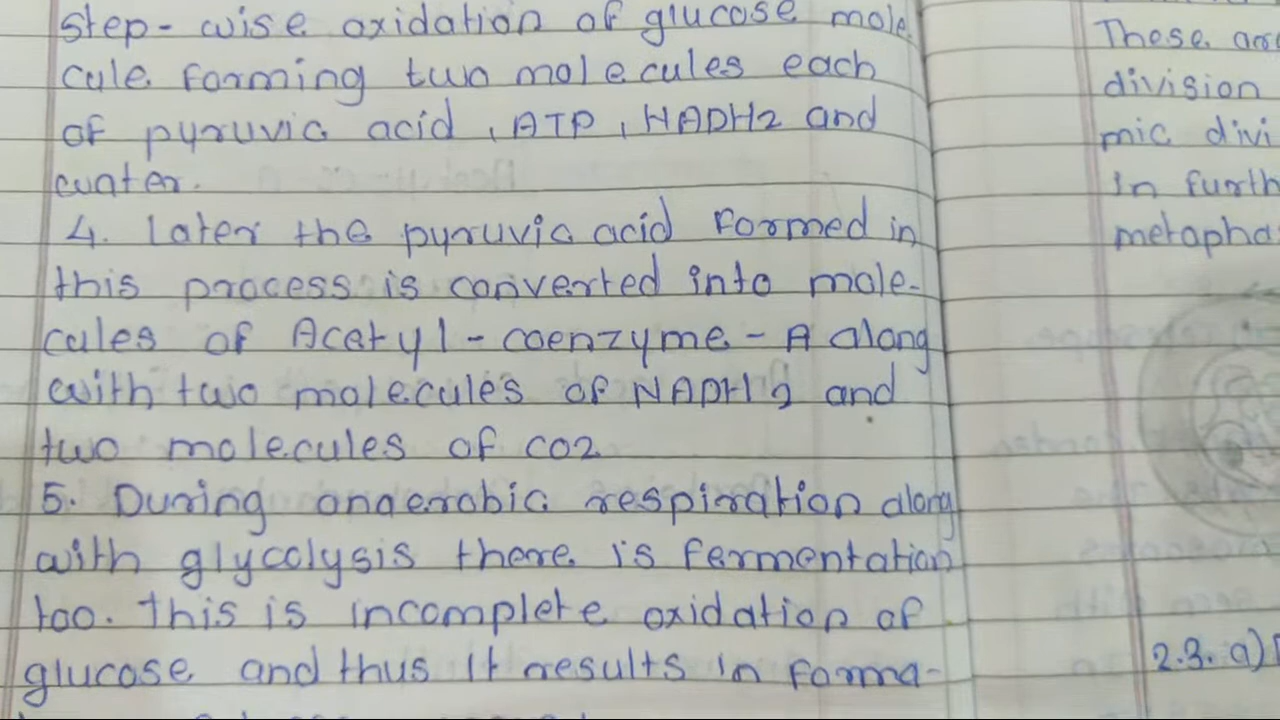 step-wise oxidation of glucose mole
cule forming two molecules each
of pyruvic acid, ATP, NADH2 and
water.
4. Later the pyruvic acid formed in
this process is converted into mole-
cules of Acetyl-coenzyme-A along
with two molecules of NADH2 and
two molecules of CO2
5. During anaerobic respiration along
with glycolysis there is fermentation
too. This is incomplete oxidation of
glucose and thus it results in forma-
These
division
mic divi
in furth
metapha
2.3. a)